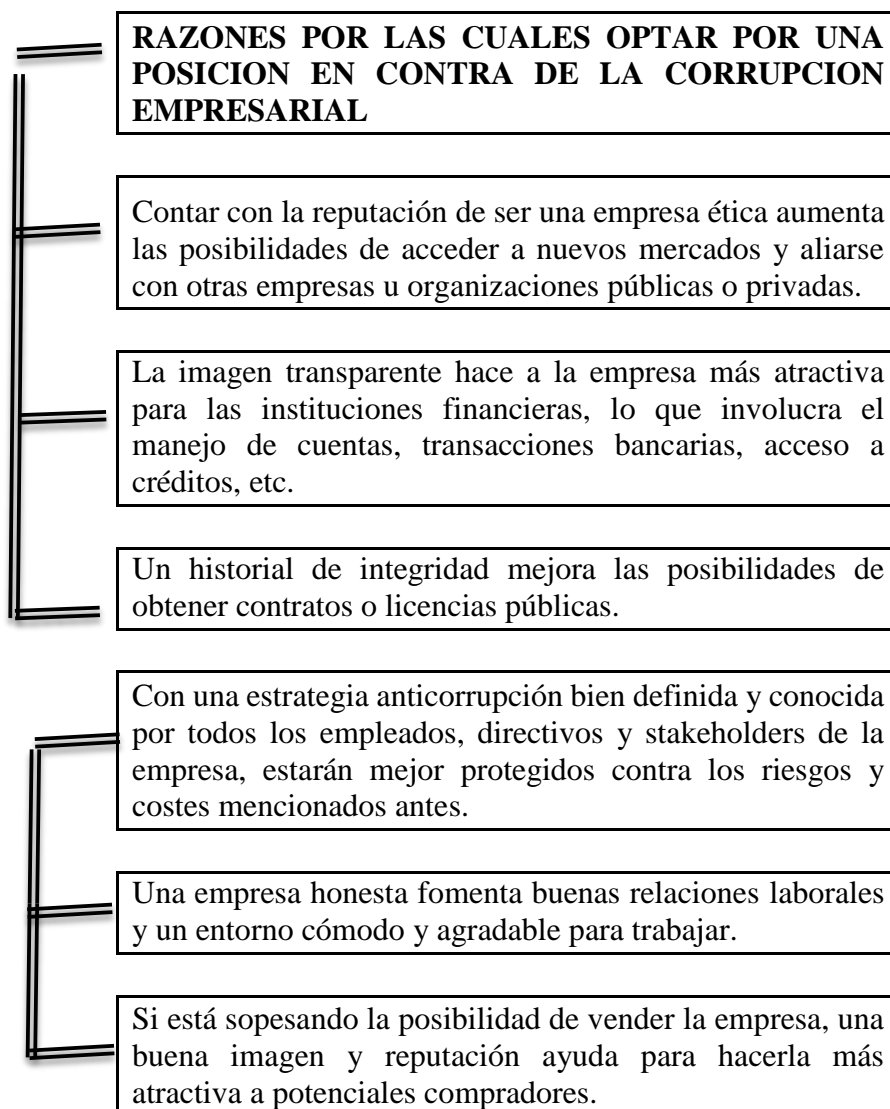 RAZONES POR LAS CUALES OPTAR POR UNA
POSICION EN CONTRA DE LA CORRUPCION
EMPRESARIAL
Contar con la reputación de ser una empresa ética aumenta
las posibilidades de acceder a nuevos mercados y aliarse
con otras empresas u organizaciones públicas o privadas.
La imagen transparente hace a la empresa más atractiva
para las instituciones financieras, lo que involucra el
manejo de cuentas, transacciones bancarias, acceso a
créditos, etc.
Un historial de integridad mejora las posibilidades de
obtener contratos o licencias públicas.
Con una estrategia anticorrupción bien definida y conocida
por todos los empleados, directivos y stakeholders de la
empresa, estarán mejor protegidos contra los riesgos y
costes mencionados antes.
Una empresa honesta fomenta buenas relaciones laborales
y un entorno cómodo y agradable para trabajar.
Si está sopesando la posibilidad de vender la empresa, una
buena imagen y reputación ayuda para hacerla más
atractiva a potenciales compradores.